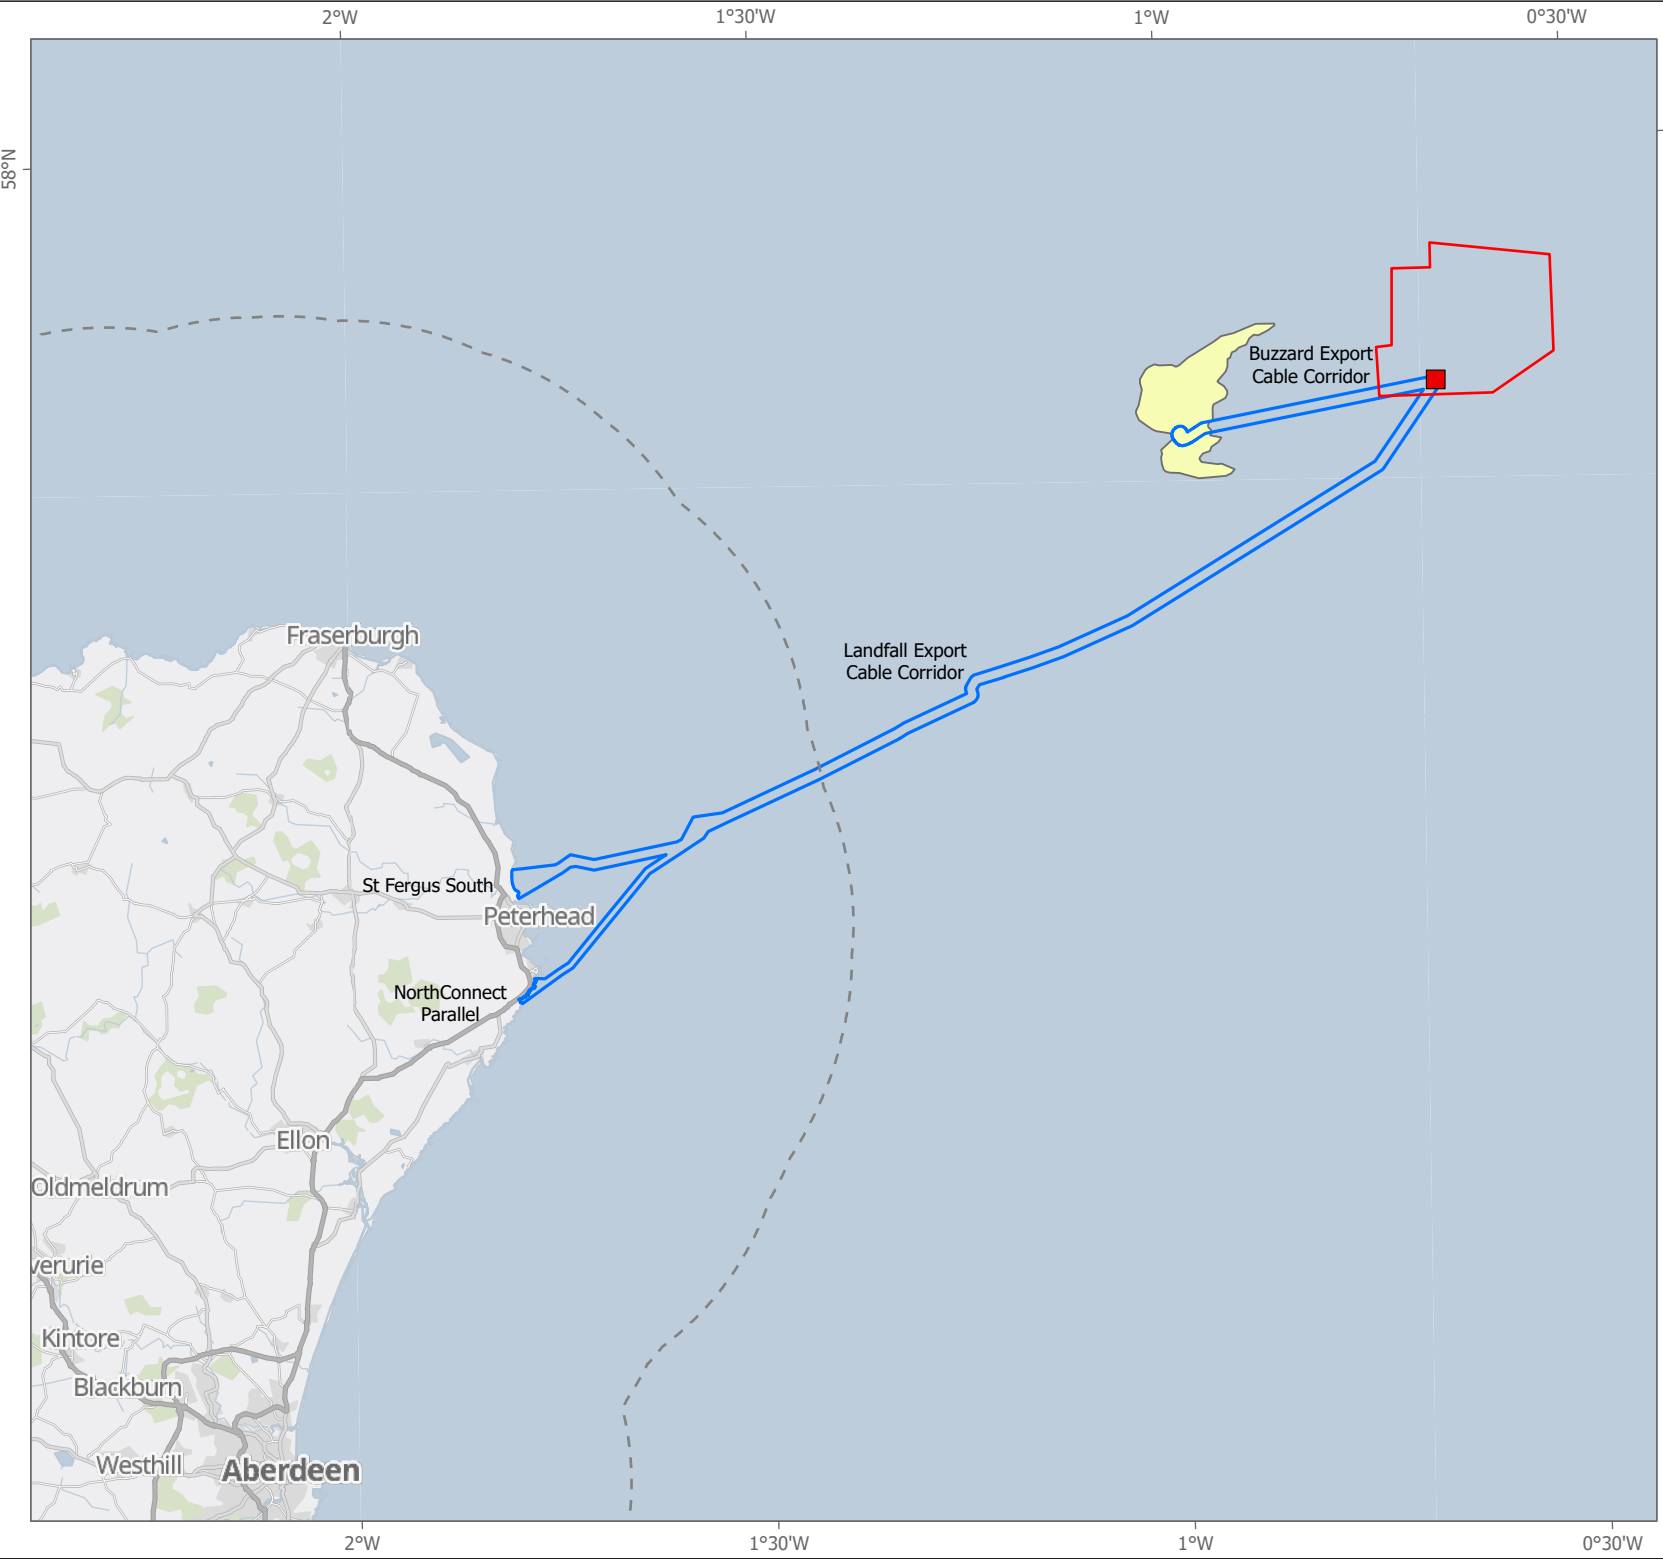 2°W
1°30'W
1°W
0°30'W
58°N
Buzzard Export
Cable Corridor
Fraserburgh
Landfall Export
Cable Corridor
St Fergus South
Peterhead
NorthConnect
Parallel
Ellon
Oldmeldrum
verurie
Kintore
Blackburn
Westhill
Aberdeen
2°W
1°30'W
1°W
0°30'W